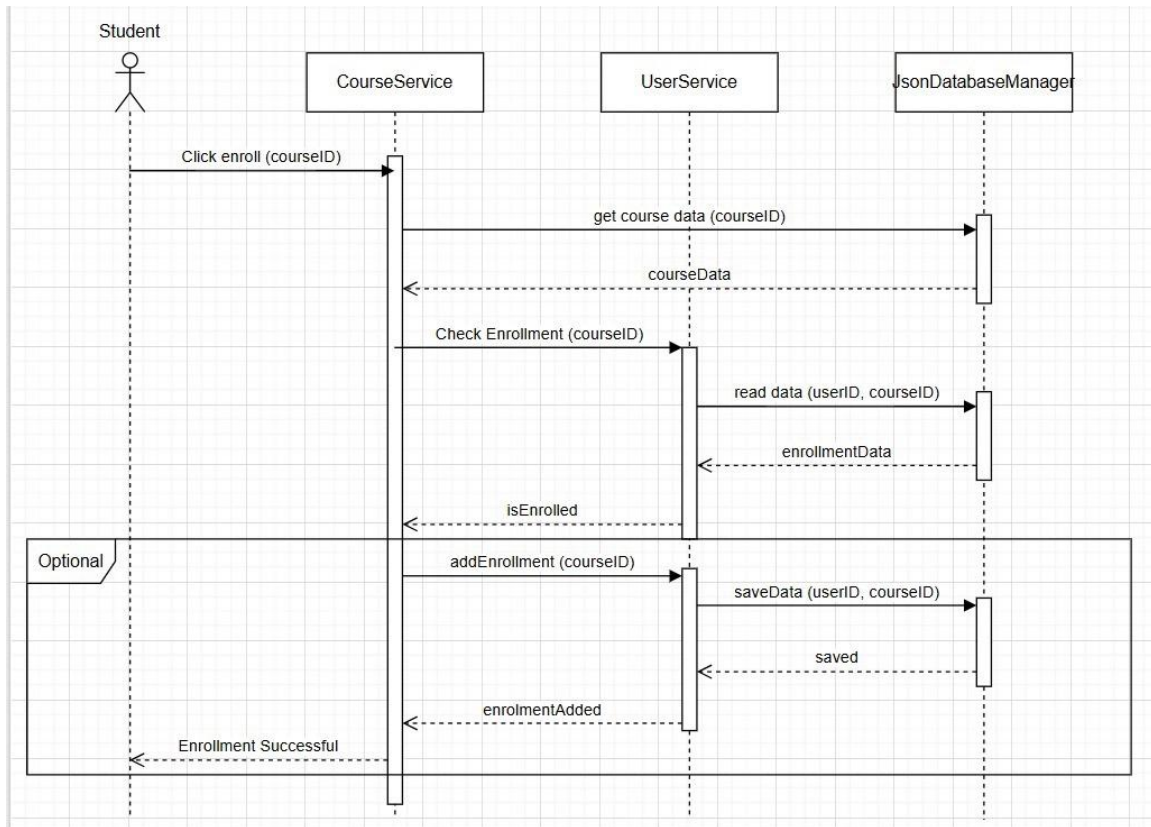 Student
CourseService
UserService
JsonDatabaseManager
Click enroll (courseID)
get course data (courseID)
courseData
Check Enrollment (courseID)
read data (userID, courseID)
enrollmentData
isEnrolled
Optional
addEnrollment (courseID)
saveData (userID, courseID)
saved
enrolmentAdded
Enrollment Successful